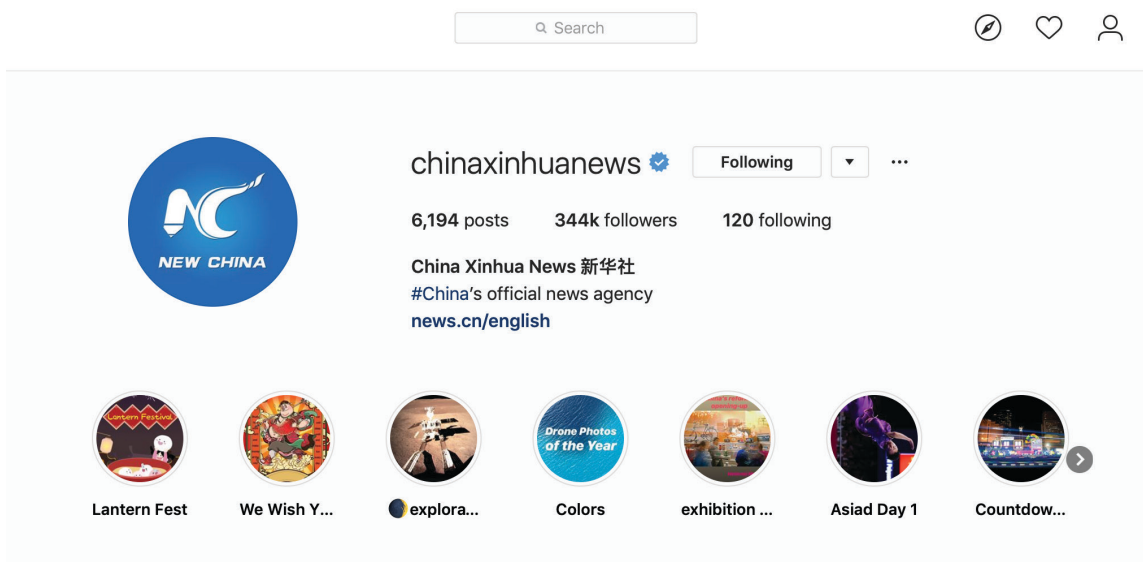 Search
chinaxinhuanews
Following
6,194 posts 344k followers 120 following
NEW CHINA
China Xinhua News 新华社
#China's official news agency
news.cn/english
Lantern Festival
Drone Photos
of the Year
opening-up
Lantern Fest
We Wish Y...
explora...
Colors
exhibition ...
Asiad Day 1
Countdow...